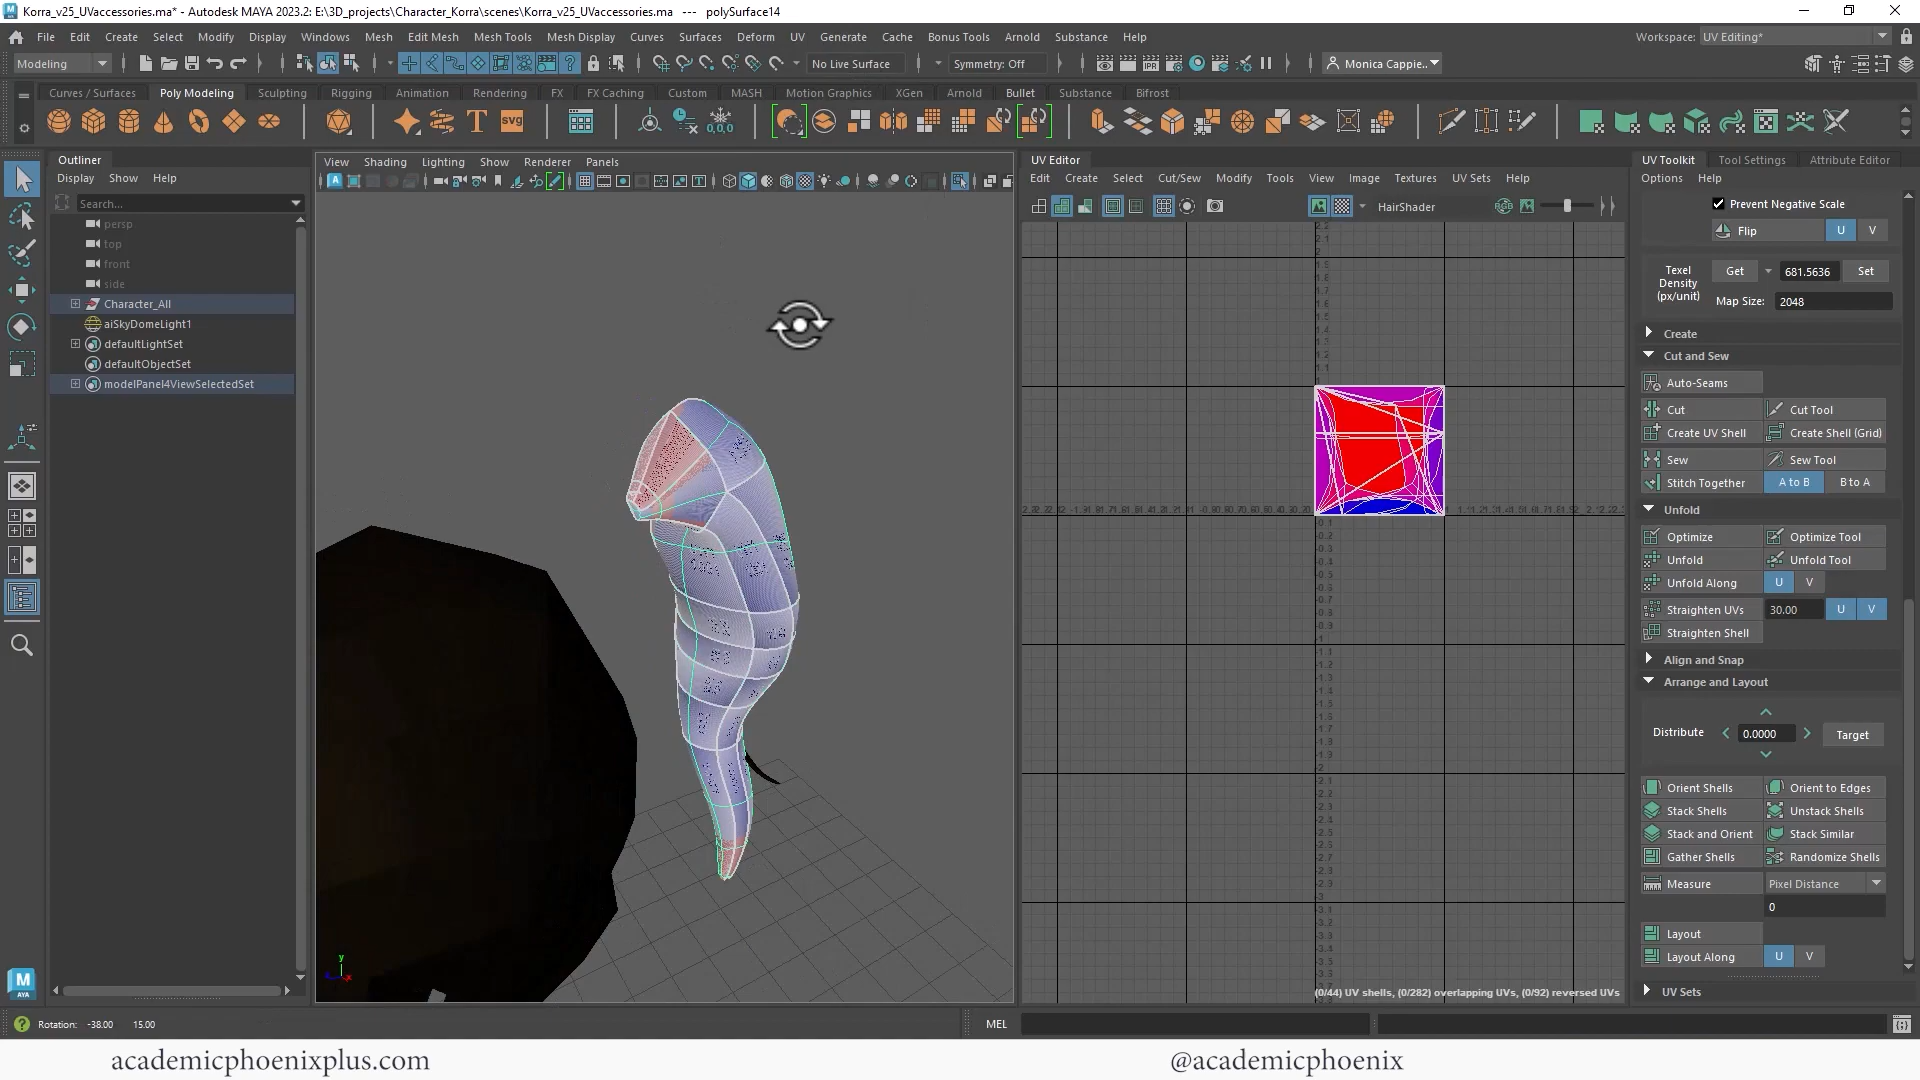 Korra_v25_UVaccessories.ma* - Autodesk MAYA 2023.2: E:\3D_projects\Character_Korra\scenes\Korra_v25_UVaccessories.ma --- polySurface14
File Edit Create Select Modify Display Windows Mesh Edit Mesh Mesh Tools Mesh Display Curves Surfaces Deform UV Generate Cache Bonus Tools Arnold Substance Help Workspace: UV Editing*
Modeling No Live Surface Symmetry: Off Monica Cappie..
Curves / Surfaces Poly Modeling Sculpting Rigging Animation Rendering FX FX Caching Custom MASH Motion Graphics XGen Arnold Bullet Substance Bifrost
T svg 0,0,0
Outliner
Display Show Help
Search...
persp
top
front
side
Character_All
aiSkyDomeLight1
defaultLightSet
defaultObjectSet
modelPanel4ViewSelectedSet
View Shading Lighting Show Renderer Panels
UV Editor
Edit Create Select Cut/Sew Modify Tools View Image Textures UV Sets Help
HairShader
(0/44) UV shells, (0/282) overlapping UVs, (0/92) reversed UVs
UV Toolkit Tool Settings Attribute Editor
Options Help
Prevent Negative Scale
Flip U V
Texel Density (px/unit) Get 681.5636 Set
Map Size: 2048
Create
Cut and Sew
Auto-Seams
Cut Cut Tool
Create UV Shell Create Shell (Grid)
Sew Sew Tool
Stitch Together A to B B to A
Unfold
Optimize Optimize Tool
Unfold Unfold Tool
Unfold Along U V
Straighten UVs 30.00 U V
Straighten Shell
Align and Snap
Arrange and Layout
Distribute 0.0000 Target
Orient Shells Orient to Edges
Stack Shells Unstack Shells
Stack and Orient Stack Similar
Gather Shells Randomize Shells
Measure Pixel Distance
0
Layout
Layout Along U V
UV Sets
M
AYA
y
Rotation: -38.00 15.00 MEL
academicphoenixplus.com @academicphoenix